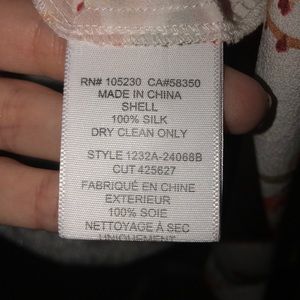 RN# 105230 CA#58350
MADE IN CHINA
SHELL
100% SILK
DRY CLEAN ONLY
STYLE 1232A-24068B
CUT 425627
FABRIQUÉ EN CHINE
EXTERIEUR
100% SOIE
NETTOYAGE À SEC
UNIQUEMENT